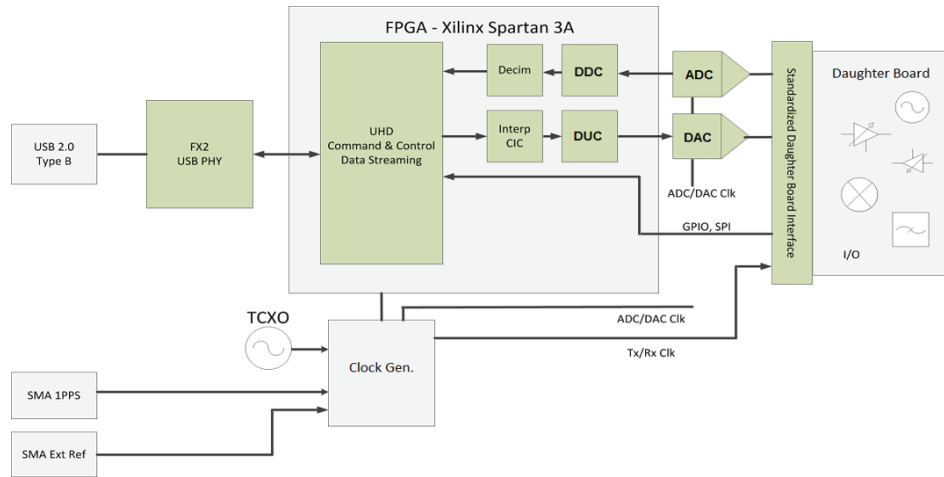 FPGA - Xilinx Spartan 3A
Decim
DDC
ADC
Daughter Board
USB 2.0
Type B
FX2
USB PHY
UHD
Command & Control
Data Streaming
Interp
CIC
DUC
DAC
Standardized Daughter Board Interface
ADC/DAC Clk
GPIO, SPI
I/O
TCXO
ADC/DAC Clk
Tx/Rx Clk
Clock Gen.
SMA 1PPS
SMA Ext Ref